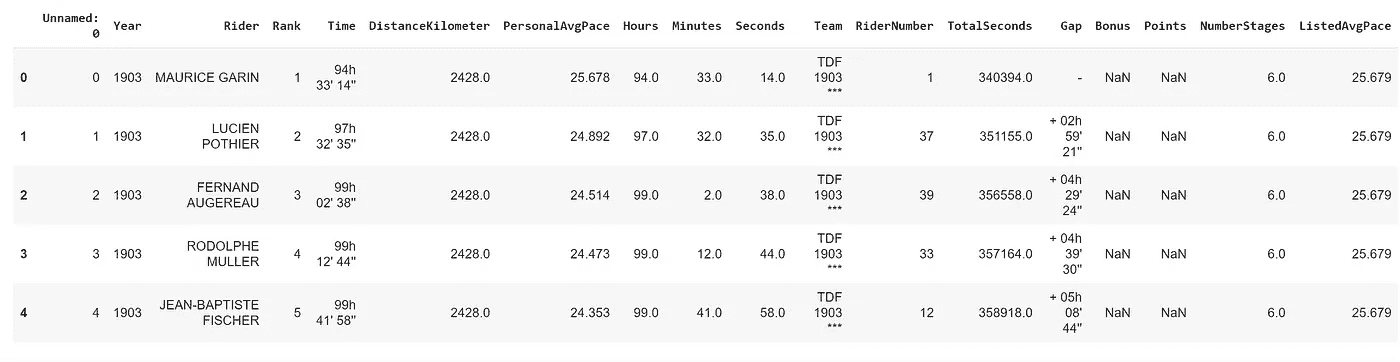 Unnamed: 0 Year Rider Rank Time DistanceKilometer PersonalAvgPace Hours Minutes Seconds Team RiderNumber TotalSeconds Gap Bonus Points NumberStages ListedAvgPace
0 0 1903 MAURICE GARIN 1 94h 33' 14" 2428.0 25.678 94.0 33.0 14.0 TDF 1903 *** 1 340394.0 - NaN NaN 6.0 25.679
1 1 1903 LUCIEN POTHIER 2 97h 32' 35" 2428.0 24.892 97.0 32.0 35.0 TDF 1903 *** 37 351155.0 + 02h 59' 21" NaN NaN 6.0 25.679
2 2 1903 FERNAND AUGEREAU 3 99h 02' 38" 2428.0 24.514 99.0 2.0 38.0 TDF 1903 *** 39 356558.0 + 04h 29' 24" NaN NaN 6.0 25.679
3 3 1903 RODOLPHE MULLER 4 99h 12' 44" 2428.0 24.473 99.0 12.0 44.0 TDF 1903 *** 33 357164.0 + 04h 39' 30" NaN NaN 6.0 25.679
4 4 1903 JEAN-BAPTISTE FISCHER 5 99h 41' 58" 2428.0 24.353 99.0 41.0 58.0 TDF 1903 *** 12 358918.0 + 05h 08' 44" NaN NaN 6.0 25.679